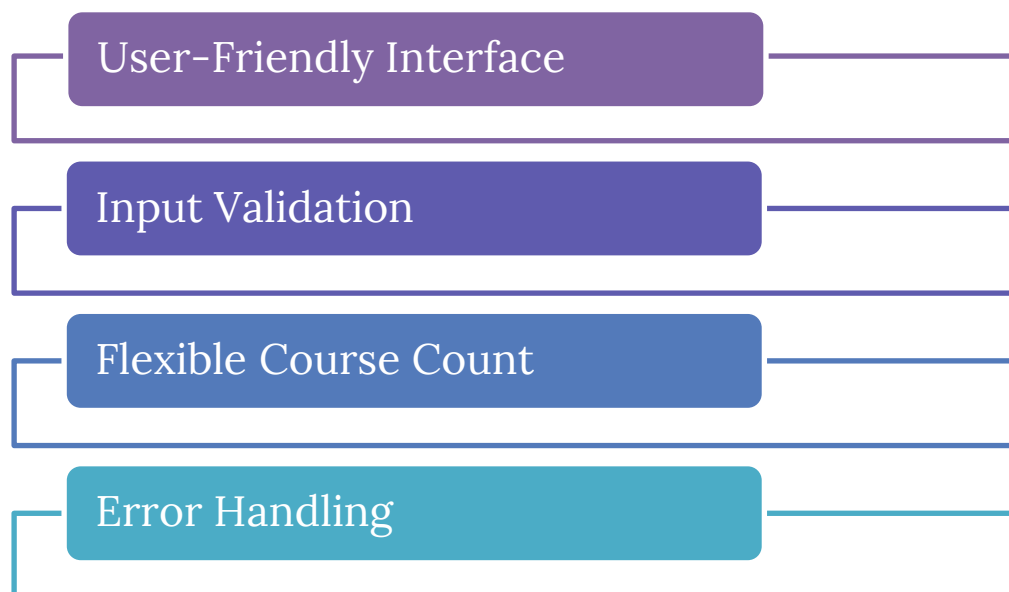 User-Friendly Interface
Input Validation
Flexible Course Count
Error Handling